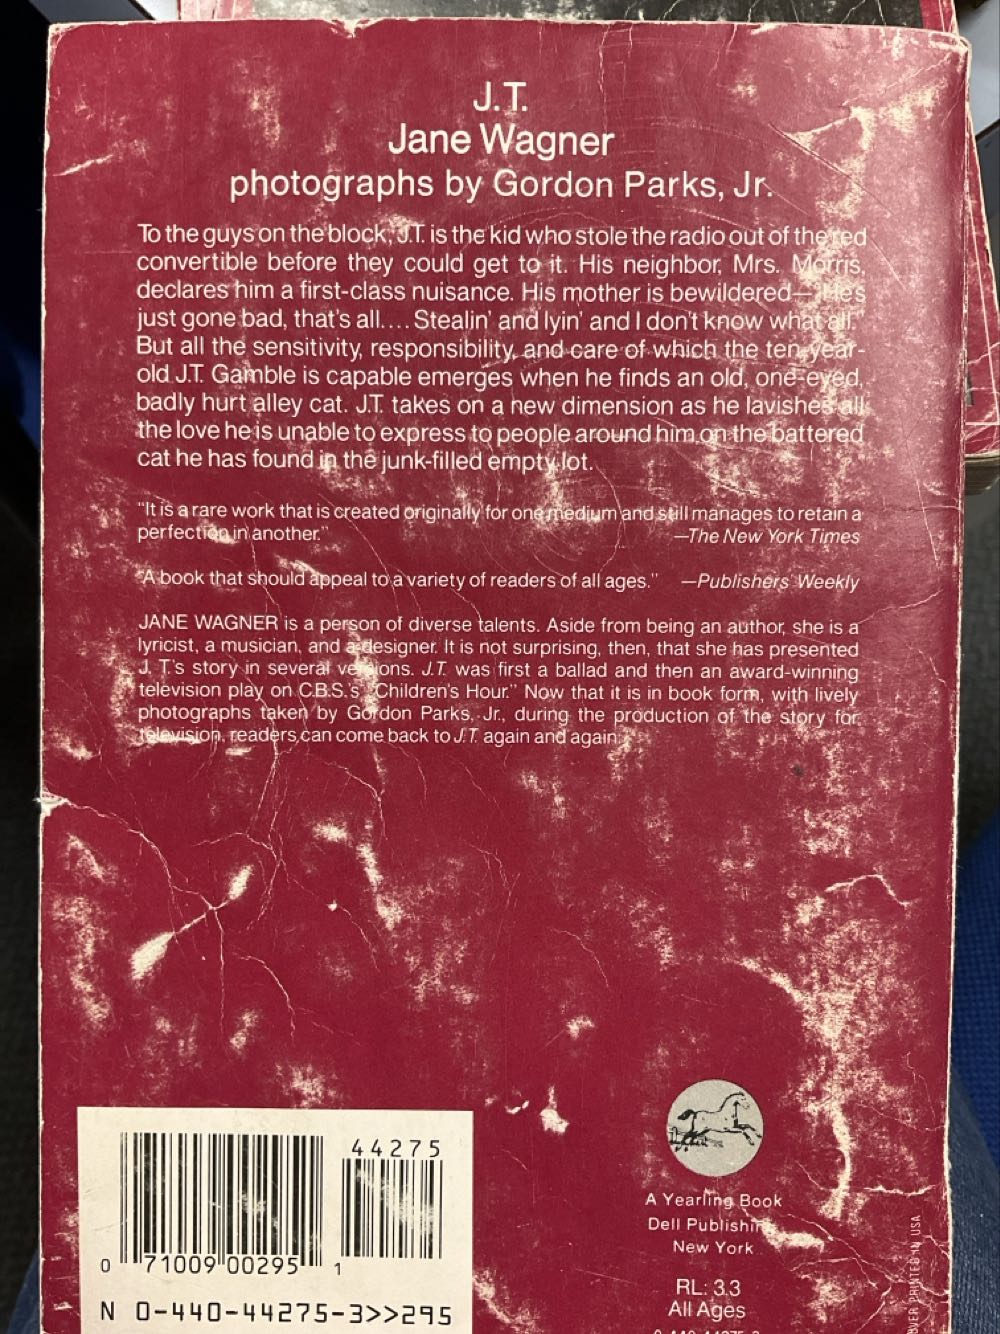 J.T.
Jane Wagner
photographs by Gordon Parks, Jr.
To the guys on the block, J.T. is the kid who stole the radio out of the red
convertible before they could get to it. His neighbor, Mrs. Morris,
declares him a first-class nuisance. His mother is bewildered—"He's
just gone bad, that's all.... Stealin' and lyin' and I don't know what all."
But all the sensitivity, responsibility, and care of which the ten-year-
old J.T. Gamble is capable emerges when he finds an old, one-eyed,
badly hurt alley cat. J.T. takes on a new dimension as he lavishes all
the love he is unable to express to people around him on the battered
cat he has found in the junk-filled empty lot.
"It is a rare work that is created originally for one medium and still manages to retain a
perfection in another."  —The New York Times
"A book that should appeal to a variety of readers of all ages."  —Publishers' Weekly
JANE WAGNER is a person of diverse talents. Aside from being an author, she is a
lyricist, a musician, and a designer. It is not surprising, then, that she has presented
J. T.'s story in several versions. J.T. was first a ballad and then an award-winning
television play on C.B.S.'s "Children's Hour." Now that it is in book form, with lively
photographs taken by Gordon Parks, Jr., during the production of the story for
television, readers can come back to J.T. again and again.
44275
0 71009 00295 1
N 0-440-44275-3>>295
A Yearling Book
Dell Publishing
New York
RL: 3.3
All Ages
PRINTED IN USA